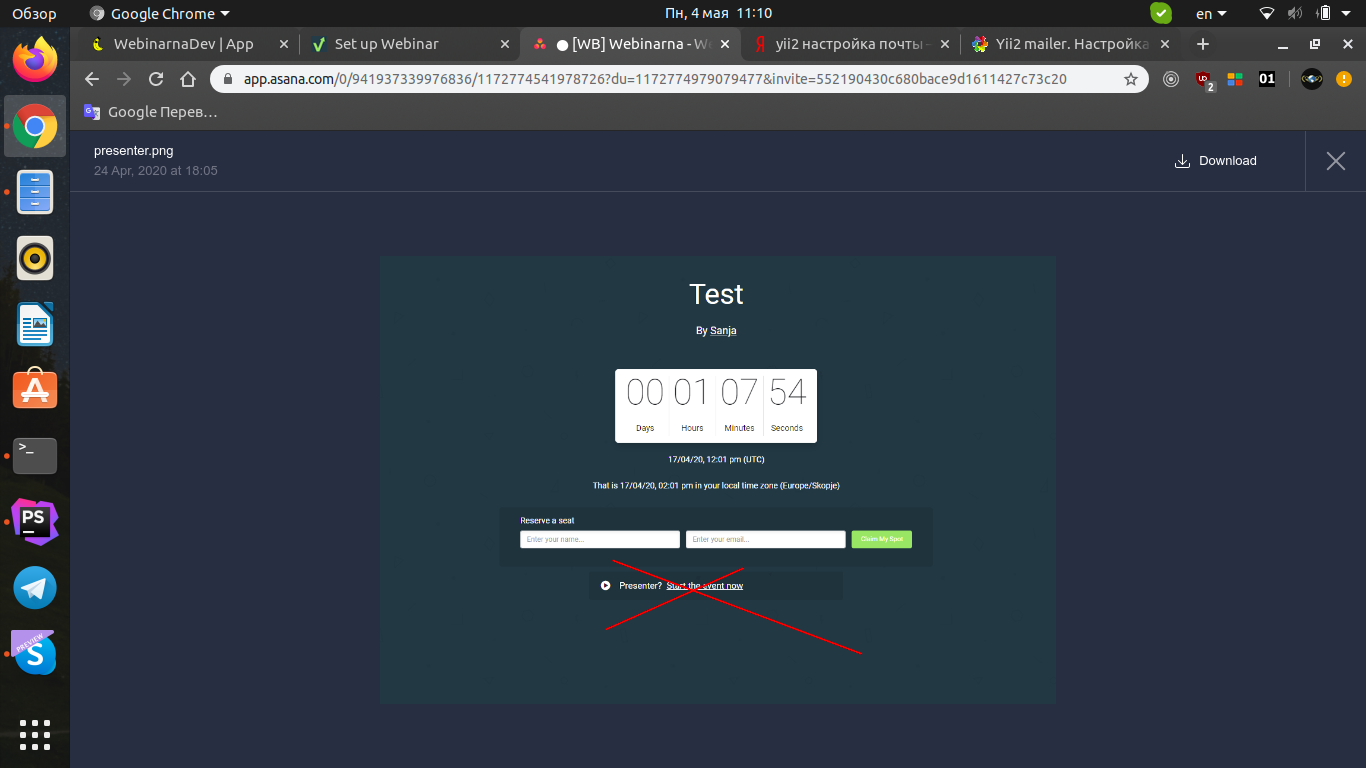 Обзор
Google Chrome
Пн, 4 мая 11:10
en
WebinarnaDev | App
Set up Webinar
[WB] Webinarna - W
yii2 настройка почты -
Yii2 mailer. Настройка
app.asana.com/0/941937339976836/1172774541978726?du=1172774979079477&invite=552190430c680bace9d1611427c73c20
2
01
Google Перев…
presenter.png
24 Apr, 2020 at 18:05
Download
Test
By Sanja
00 01 07 54
Days Hours Minutes Seconds
17/04/20, 12:01 pm (UTC)
That is 17/04/20, 02:01 pm in your local time zone (Europe/Skopje)
Reserve a seat
Enter your name...
Enter your email...
Claim My Spot
Presenter? Start the event now
>_
PS
PREVIEW
S